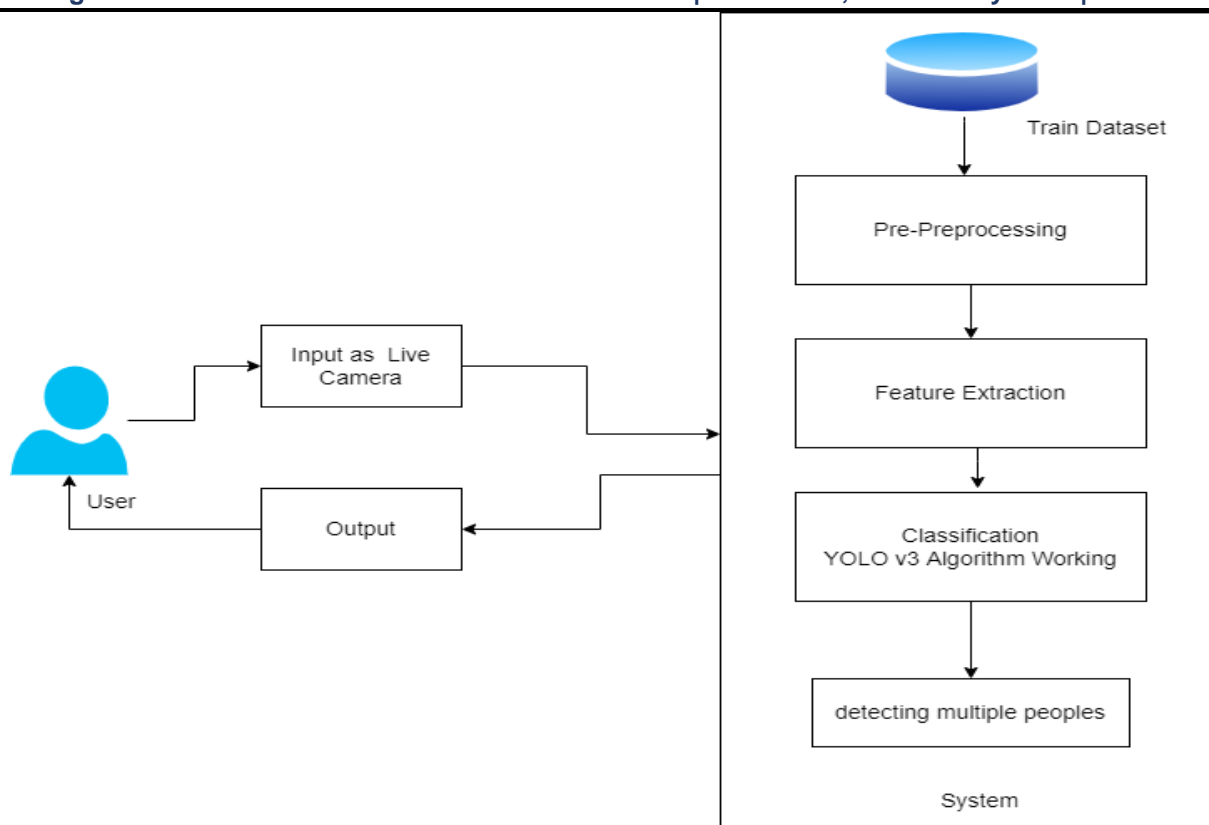 Train Dataset
Pre-Preprocessing
Input as Live
Camera
Feature Extraction
User
Output
Classification
YOLO v3 Algorithm Working
detecting multiple peoples
System